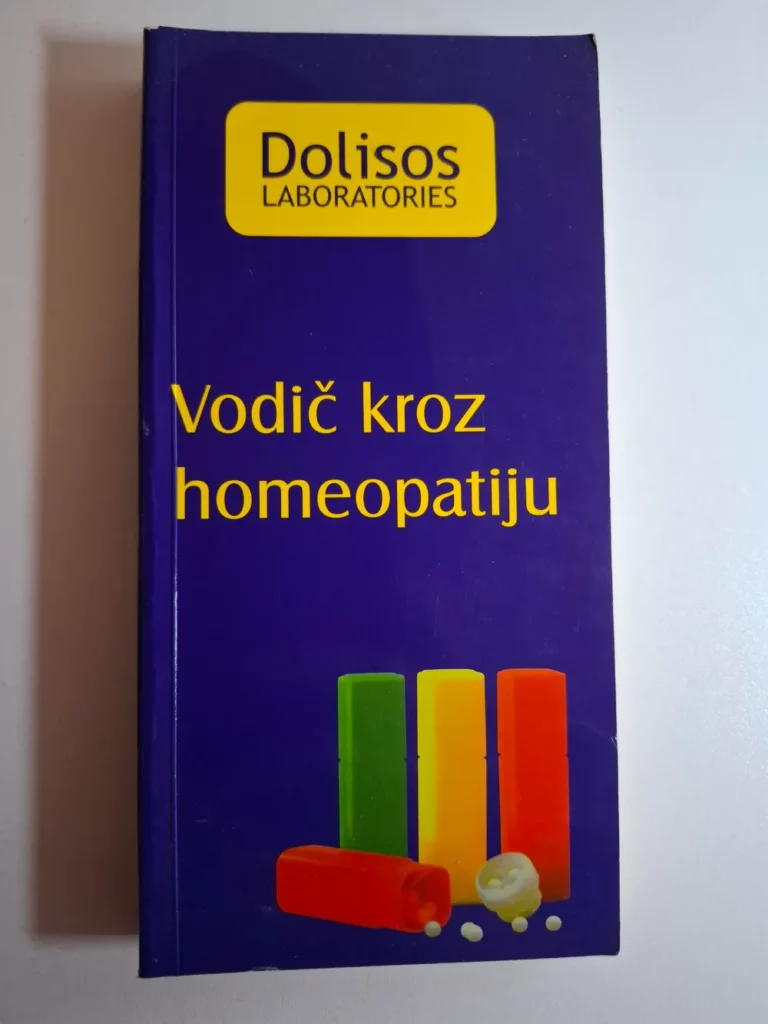 Dolisos
LABORATORIES
Vodič kroz
homeopatiju